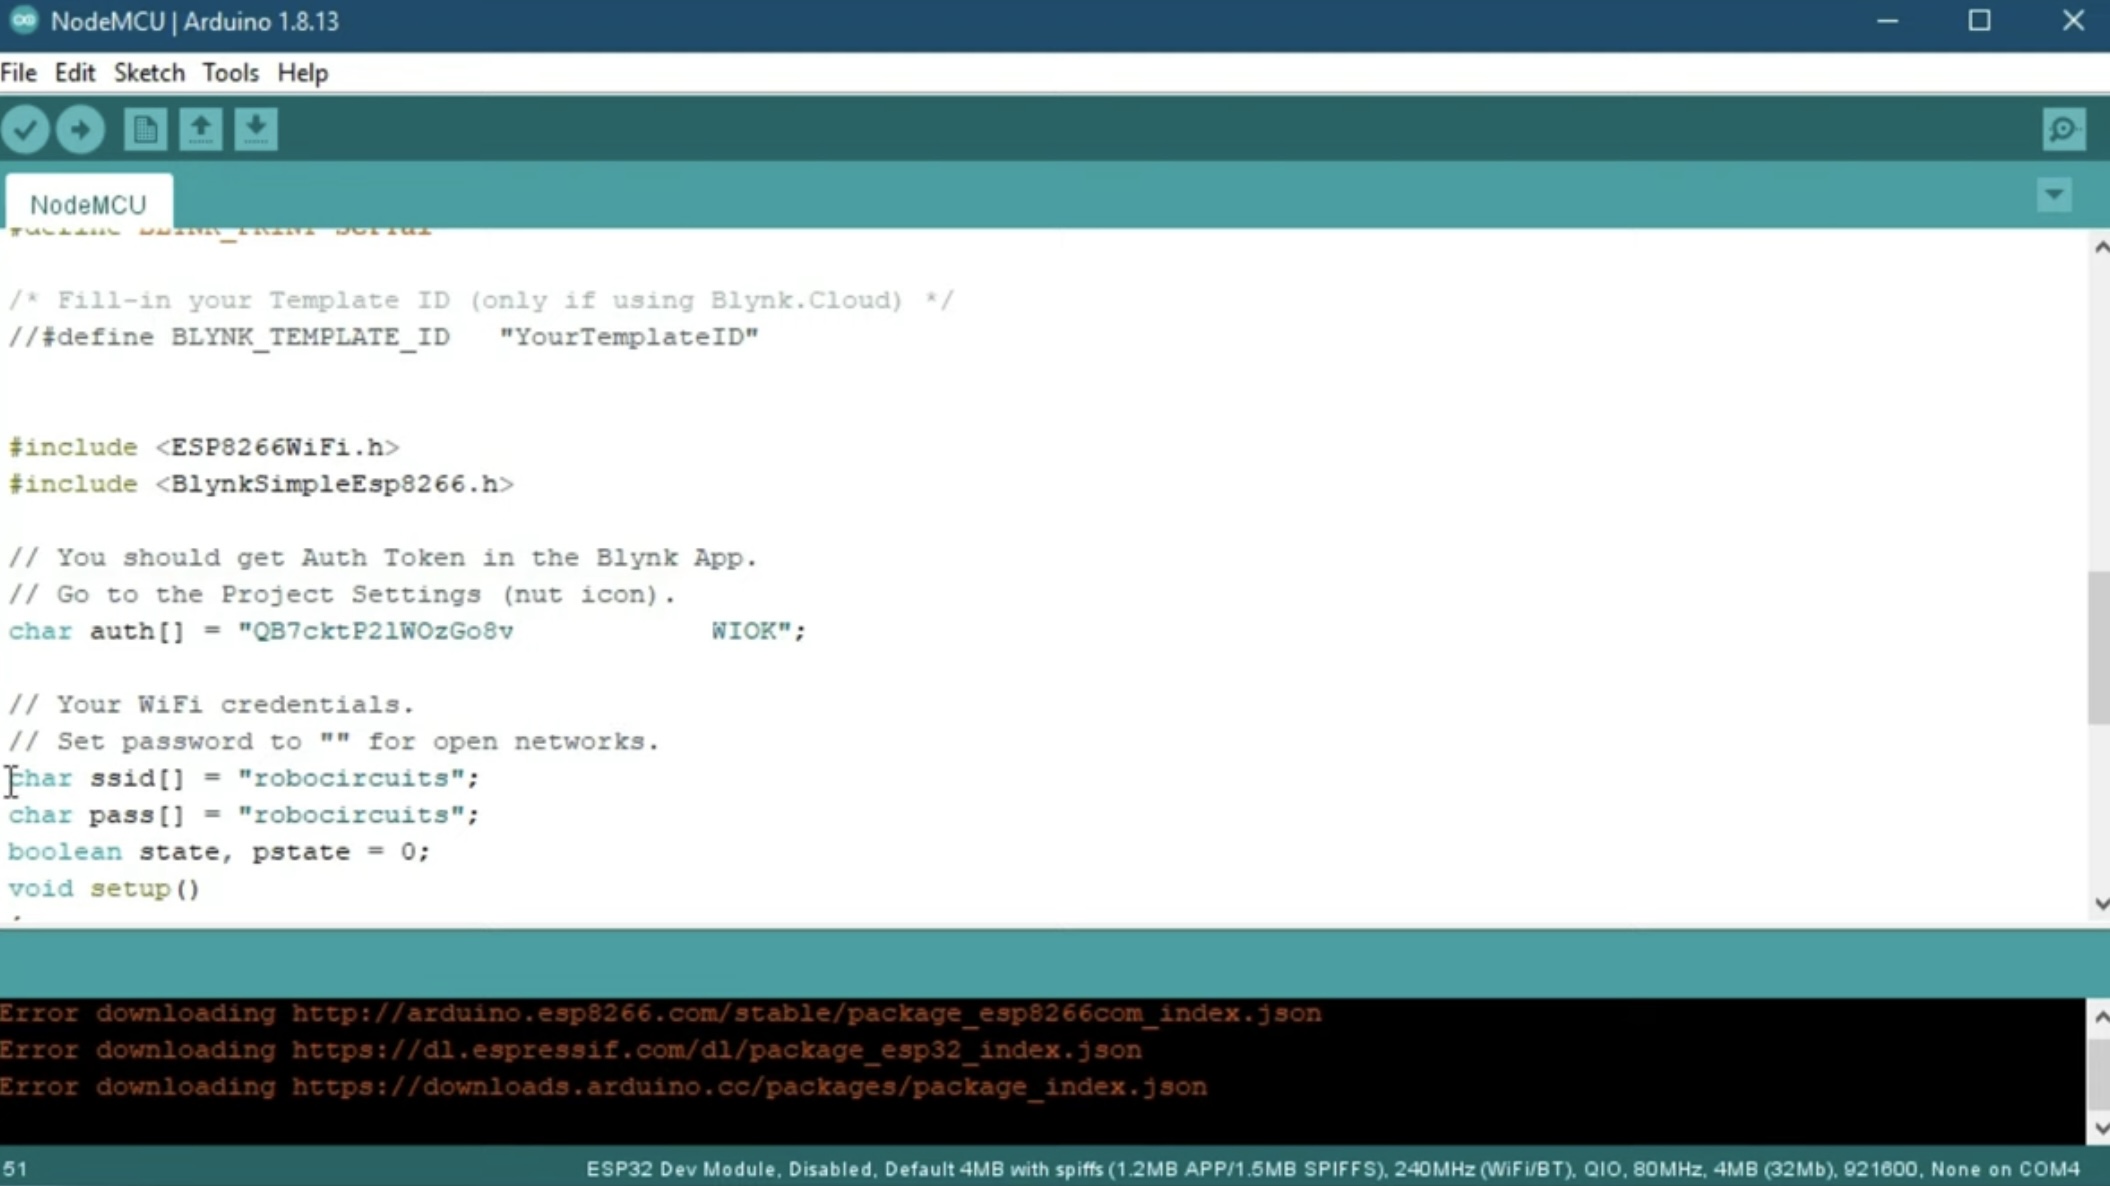 NodeMCU | Arduino 1.8.13
File Edit Sketch Tools Help
NodeMCU
#define BLYNK_PRINT Serial
/* Fill-in your Template ID (only if using Blynk.Cloud) */
//#define BLYNK_TEMPLATE_ID "YourTemplateID"
#include <ESP8266WiFi.h>
#include <BlynkSimpleEsp8266.h>
// You should get Auth Token in the Blynk App.
// Go to the Project Settings (nut icon).
char auth[] = "QB7cktP2lWOzGo8v WIOK";
// Your WiFi credentials.
// Set password to "" for open networks.
char ssid[] = "robocircuits";
char pass[] = "robocircuits";
boolean state, pstate = 0;
void setup()
Error downloading http://arduino.esp8266.com/stable/package_esp8266com_index.json
Error downloading https://dl.espressif.com/dl/package_esp32_index.json
Error downloading https://downloads.arduino.cc/packages/package_index.json
51 ESP32 Dev Module, Disabled, Default 4MB with spiffs (1.2MB APP/1.5MB SPIFFS), 240MHz (WiFi/BT), QIO, 80MHz, 4MB (32Mb), 921600, None on COM4